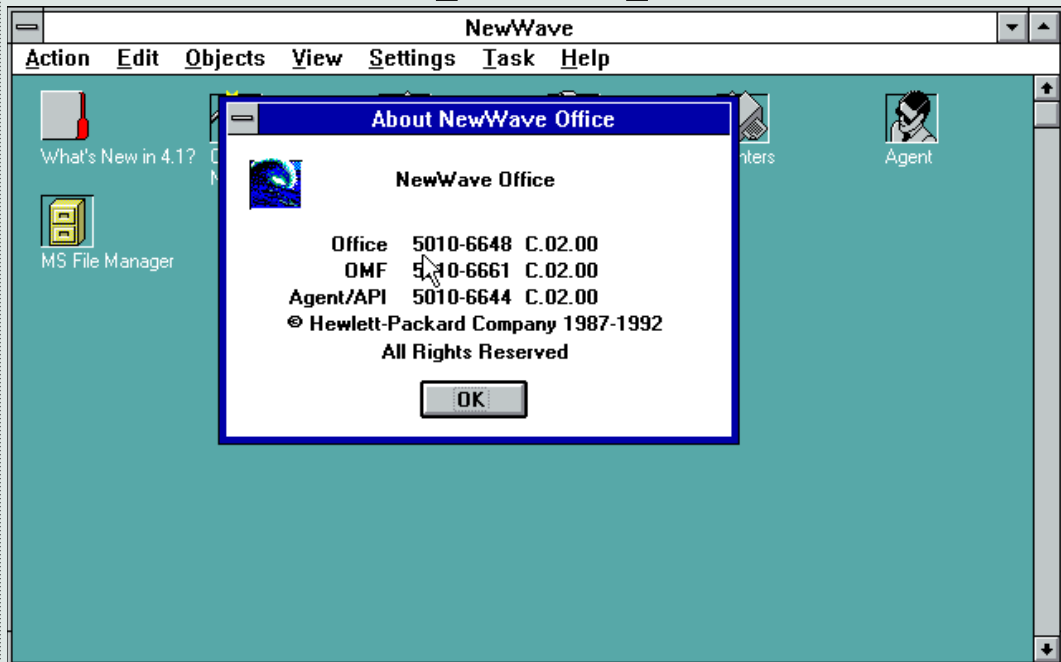 NewWave
Action Edit Objects View Settings Task Help
About NewWave Office
What's New in 4.1?
Agent
MS File Manager
NewWave Office
Office 5010-6648 C.02.00
OMF 6661 C.02.00
Agent/API 5010-6644 C.02.00
© Hewlett-Packard Company 1987-1992
All Rights Reserved
OK